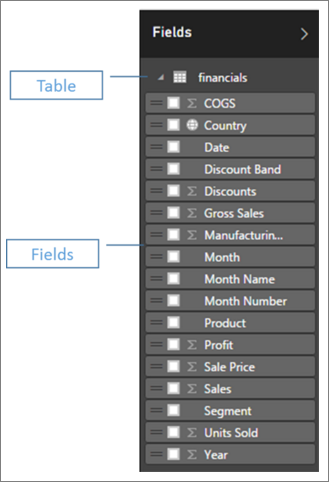 Fields
Table
financials
COGS
Country
Date
Discount Band
Discounts
Gross Sales
Manufacturin...
Fields
Month
Month Name
Month Number
Product
Profit
Sale Price
Sales
Segment
Units Sold
Year